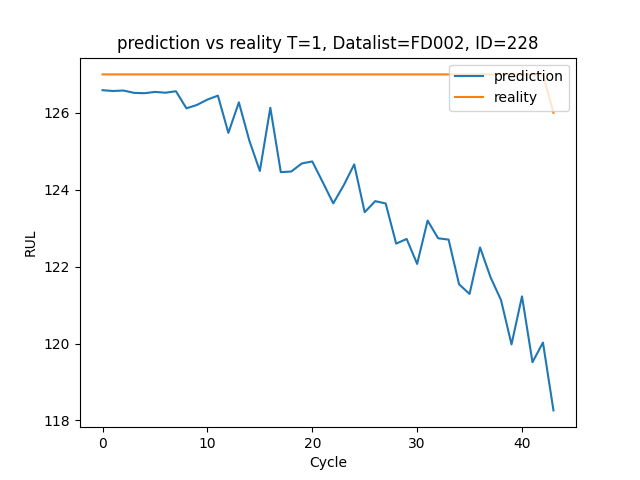 prediction vs reality T=1, Datalist=FD002, ID=228
prediction
reality
126
124
122
120
118
RUL
0 10 20 30 40
Cycle